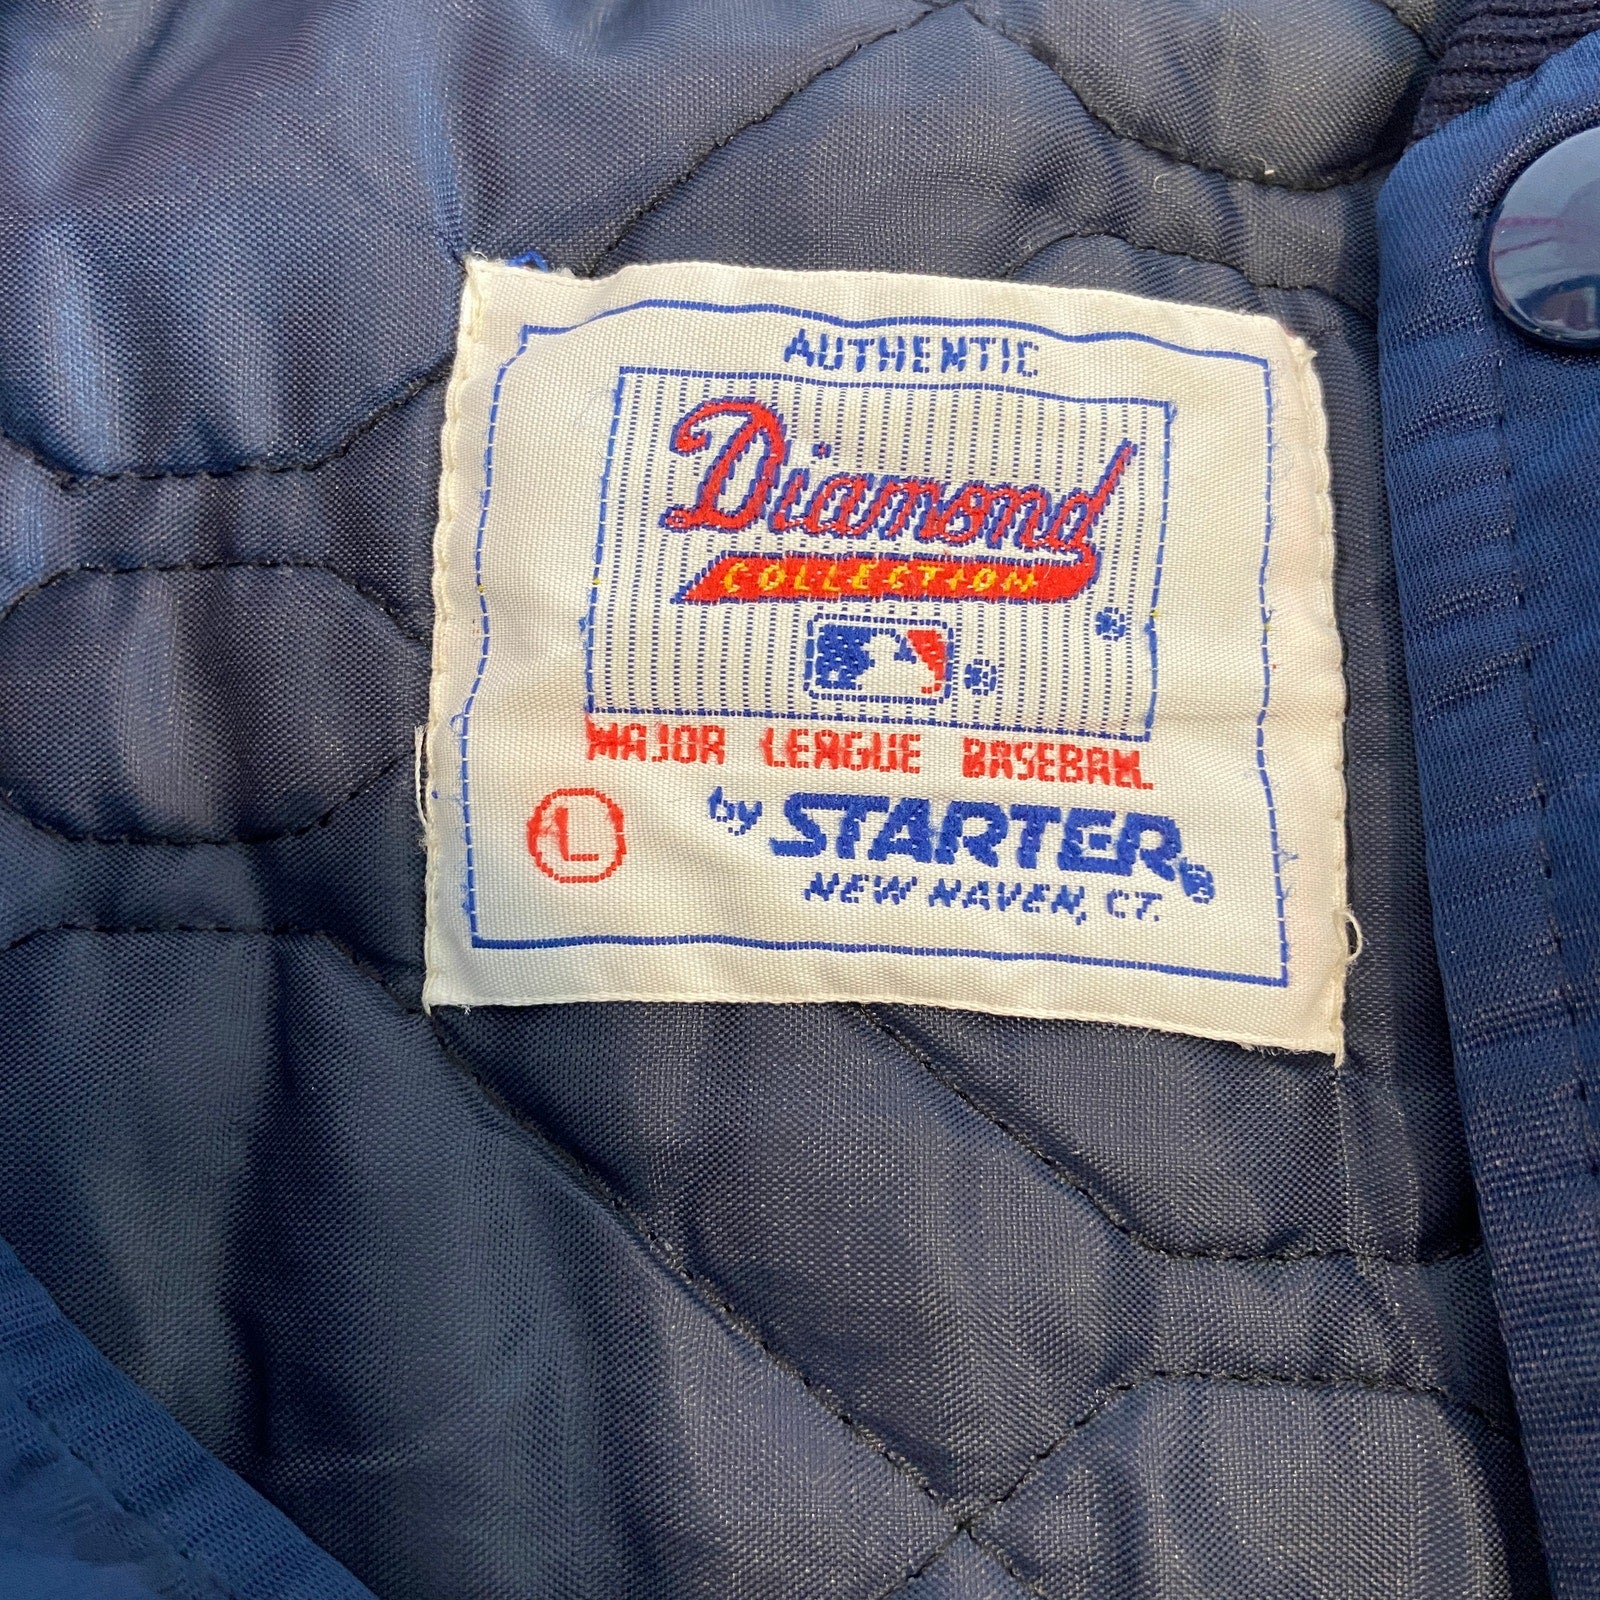 AUTHENTIC
Diamond
COLLECTION
®
®
MAJOR LEAGUE BASEBALL
L
by STARTER®
NEW HAVEN, CT.